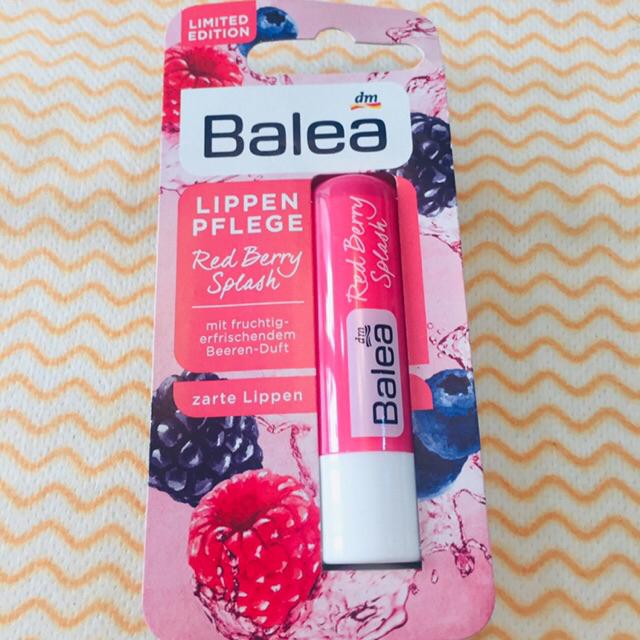 LIMITED
EDITION
dm
Balea
LIPPEN
PFLEGE
Red Berry
Splash
mit fruchtig-
erfrischendem
Beeren-Duft
zarte Lippen
Red Berry
Splash
dm
Balea